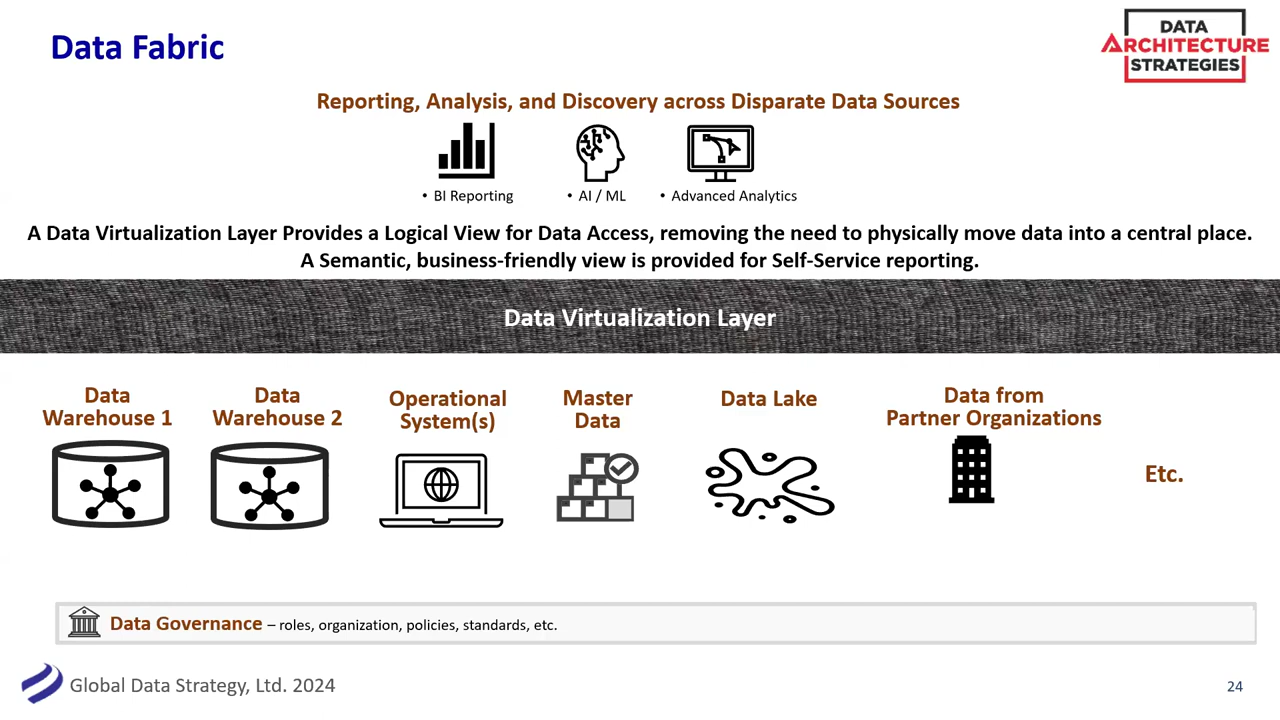 Data Fabric
DATA
ARCHITECTURE
STRATEGIES
Reporting, Analysis, and Discovery across Disparate Data Sources
• BI Reporting
• AI / ML
• Advanced Analytics
A Data Virtualization Layer Provides a Logical View for Data Access, removing the need to physically move data into a central place.
A Semantic, business-friendly view is provided for Self-Service reporting.
Data Virtualization Layer
Data
Warehouse 1
Data
Warehouse 2
Operational
System(s)
Master
Data
Data Lake
Data from
Partner Organizations
Etc.
Data Governance – roles, organization, policies, standards, etc.
Global Data Strategy, Ltd. 2024
24